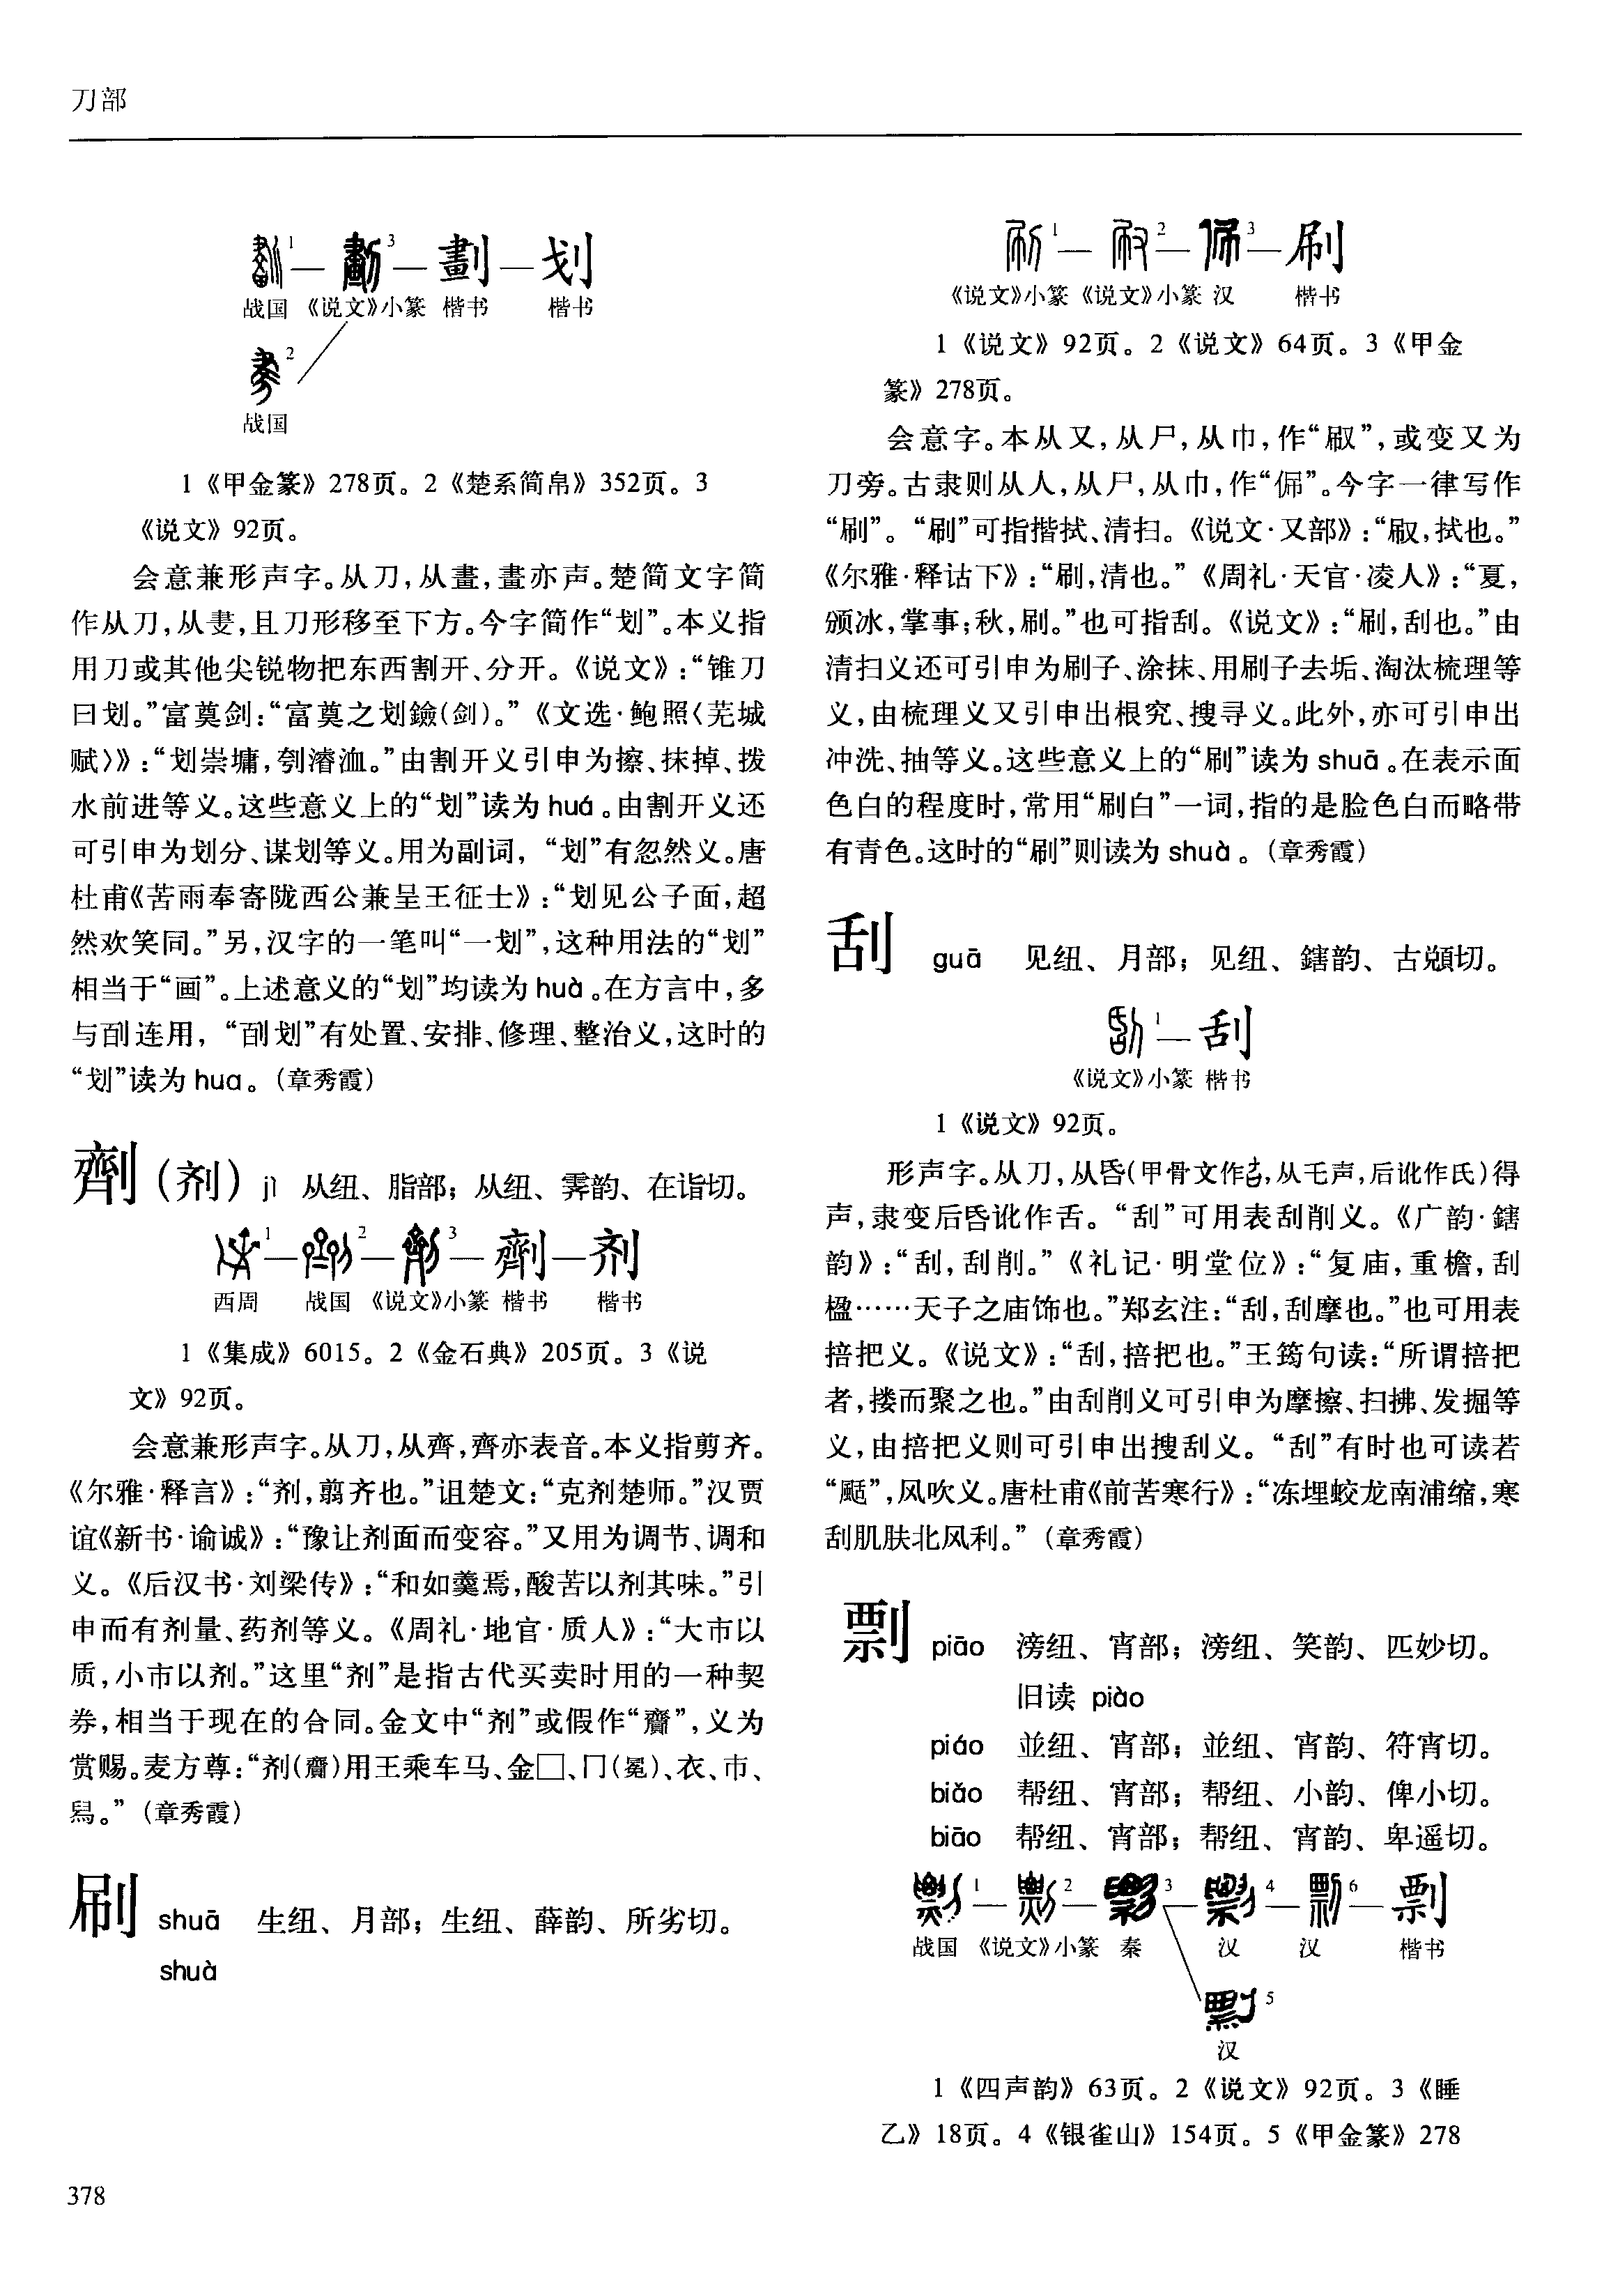 刀部
1—3—劃—划
战国 《说文》小篆 楷书 楷书
2
战国
1《甲金篆》278页。2《楚系简帛》352页。3
《说文》92页。
会意兼形声字。从刀，从畫，畫亦声。楚简文字简
作从刀，从，且刀形移至下方。今字简作“划”。本义指
用刀或其他尖锐物把东西割开、分开。《说文》：“锥刀
曰划。”富奠剑：“富奠之划鐱(剑)。”《文选·鲍照〈芜城
赋〉》：“划崇墉，刳濬洫。”由割开义引申为擦、抹掉、拨
水前进等义。这些意义上的“划”读为huá。由割开义还
可引申为划分、谋划等义。用为副词，“划”有忽然义。唐
杜甫《苦雨奉寄陇西公兼呈王征士》：“划见公子面，超
然欢笑同。”另，汉字的一笔叫“一划”，这种用法的“划”
相当于“画”。上述意义的“划”均读为huà。在方言中，多
与刮连用，“划”有处置、安排、修理、整治义，这时的
“划”读为hua。（章秀霞）
劑（剂）jì 从纽、脂部；从纽、霁韵、在诣切。
1—2—3—劑—剂
西周 战国 《说文》小篆 楷书 楷书
1《集成》6015。2《金石典》205页。3《说
文》92页。
会意兼形声字。从刀，从齊，齊亦表音。本义指剪齐。
《尔雅·释言》：“剂，翦齐也。”诅楚文：“克剂楚师。”汉贾
谊《新书·谕诚》：“豫让剂面而变容。”又用为调节、调和
义。《后汉书·刘梁传》：“和如羹焉，酸苦以剂其味。”引
申而有剂量、药剂等义。《周礼·地官·质人》：“大市以
质，小市以剂。”这里“剂”是指古代买卖时用的一种契
券，相当于现在的合同。金文中“剂”或假作“齎”，义为
赏赐。麦方尊：“剂(齎)用王乘车马、金□、冂(冕)、衣、巿、
舄。”（章秀霞）
刷 shuā 生纽、月部；生纽、薛韵、所劣切。
shuà
1—2—3—刷
《说文》小篆 《说文》小篆 汉 楷书
1《说文》92页。2《说文》64页。3《甲金
篆》278页。
会意字。本从又，从尸，从巾，作“㕞”，或变又为
刀旁。古隶则从人，从尸，从巾，作“”。今字一律写作
“刷”。“刷”可指揩拭、清扫。《说文·又部》：“㕞，拭也。”
《尔雅·释诂下》：“刷，清也。”《周礼·天官·凌人》：“夏，
颁冰，掌事；秋，刷。”也可指刮。《说文》：“刷，刮也。”由
清扫义还可引申为刷子、涂抹、用刷子去垢、淘汰梳理等
义，由梳理义又引申出根究、搜寻义。此外，亦可引申出
冲洗、抽等义。这些意义上的“刷”读为shuā。在表示面
色白的程度时，常用“刷白”一词，指的是脸色白而略带
有青色。这时的“刷”则读为shuà。（章秀霞）
刮 guā 见纽、月部；见纽、鎋韵、古頒切。
1—刮
《说文》小篆 楷书
1《说文》92页。
形声字。从刀，从昏(甲骨文作，从乇声，后讹作氏)得
声，隶变后昏讹作舌。“刮”可用表刮削义。《广韵·鎋
韵》：“刮，刮削。”《礼记·明堂位》：“复庙，重檐，刮
楹……天子之庙饰也。”郑玄注：“刮，刮摩也。”也可用表
掊把义。《说文》：“刮，掊把也。”王筠句读：“所谓掊把
者，搂而聚之也。”由刮削义可引申为摩擦、扫拂、发掘等
义，由掊把义则可引申出搜刮义。“刮”有时也可读若
“颳”，风吹义。唐杜甫《前苦寒行》：“冻埋蛟龙南浦缩，寒
刮肌肤北风利。”（章秀霞）
剽 piāo 滂纽、宵部；滂纽、笑韵、匹妙切。
旧读 piào
piáo 並纽、宵部；並纽、宵韵、符宵切。
biǎo 帮纽、宵部；帮纽、小韵、俾小切。
biāo 帮纽、宵部；帮纽、宵韵、卑遥切。
1—2—3—4—6—剽
战国 《说文》小篆 秦 汉 汉 楷书
5
汉
1《四声韵》63页。2《说文》92页。3《睡
乙》18页。4《银雀山》154页。5《甲金篆》278
378